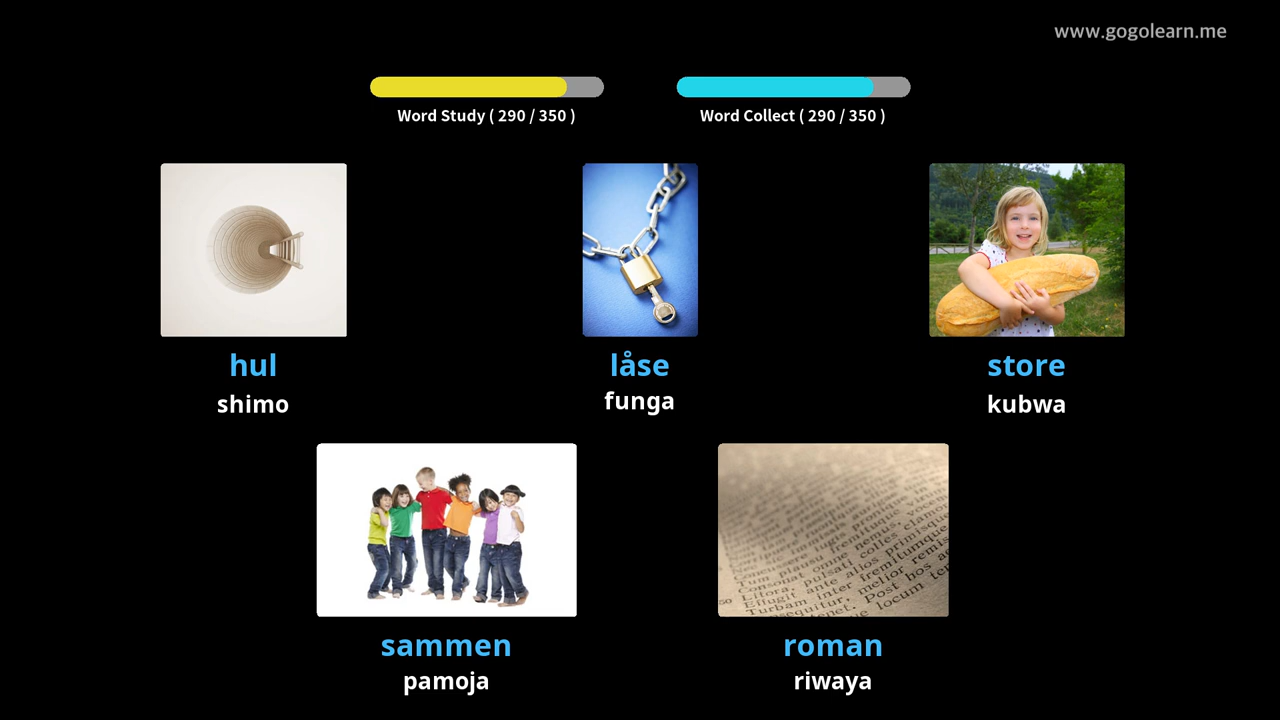 www.gogolearn.me
Word Study ( 290 / 350 )
Word Collect ( 290 / 350 )
hul
shimo
låse
funga
store
kubwa
sammen
pamoja
roman
riwaya